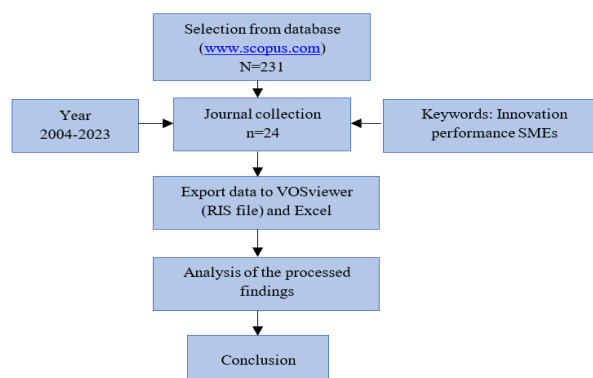 Selection from database
(www.scopus.com)
N=231
Year
2004-2023
Journal collection
n=24
Keywords: Innovation
performance SMEs
Export data to VOSviewer
(RIS file) and Excel
Analysis of the processed
findings
Conclusion